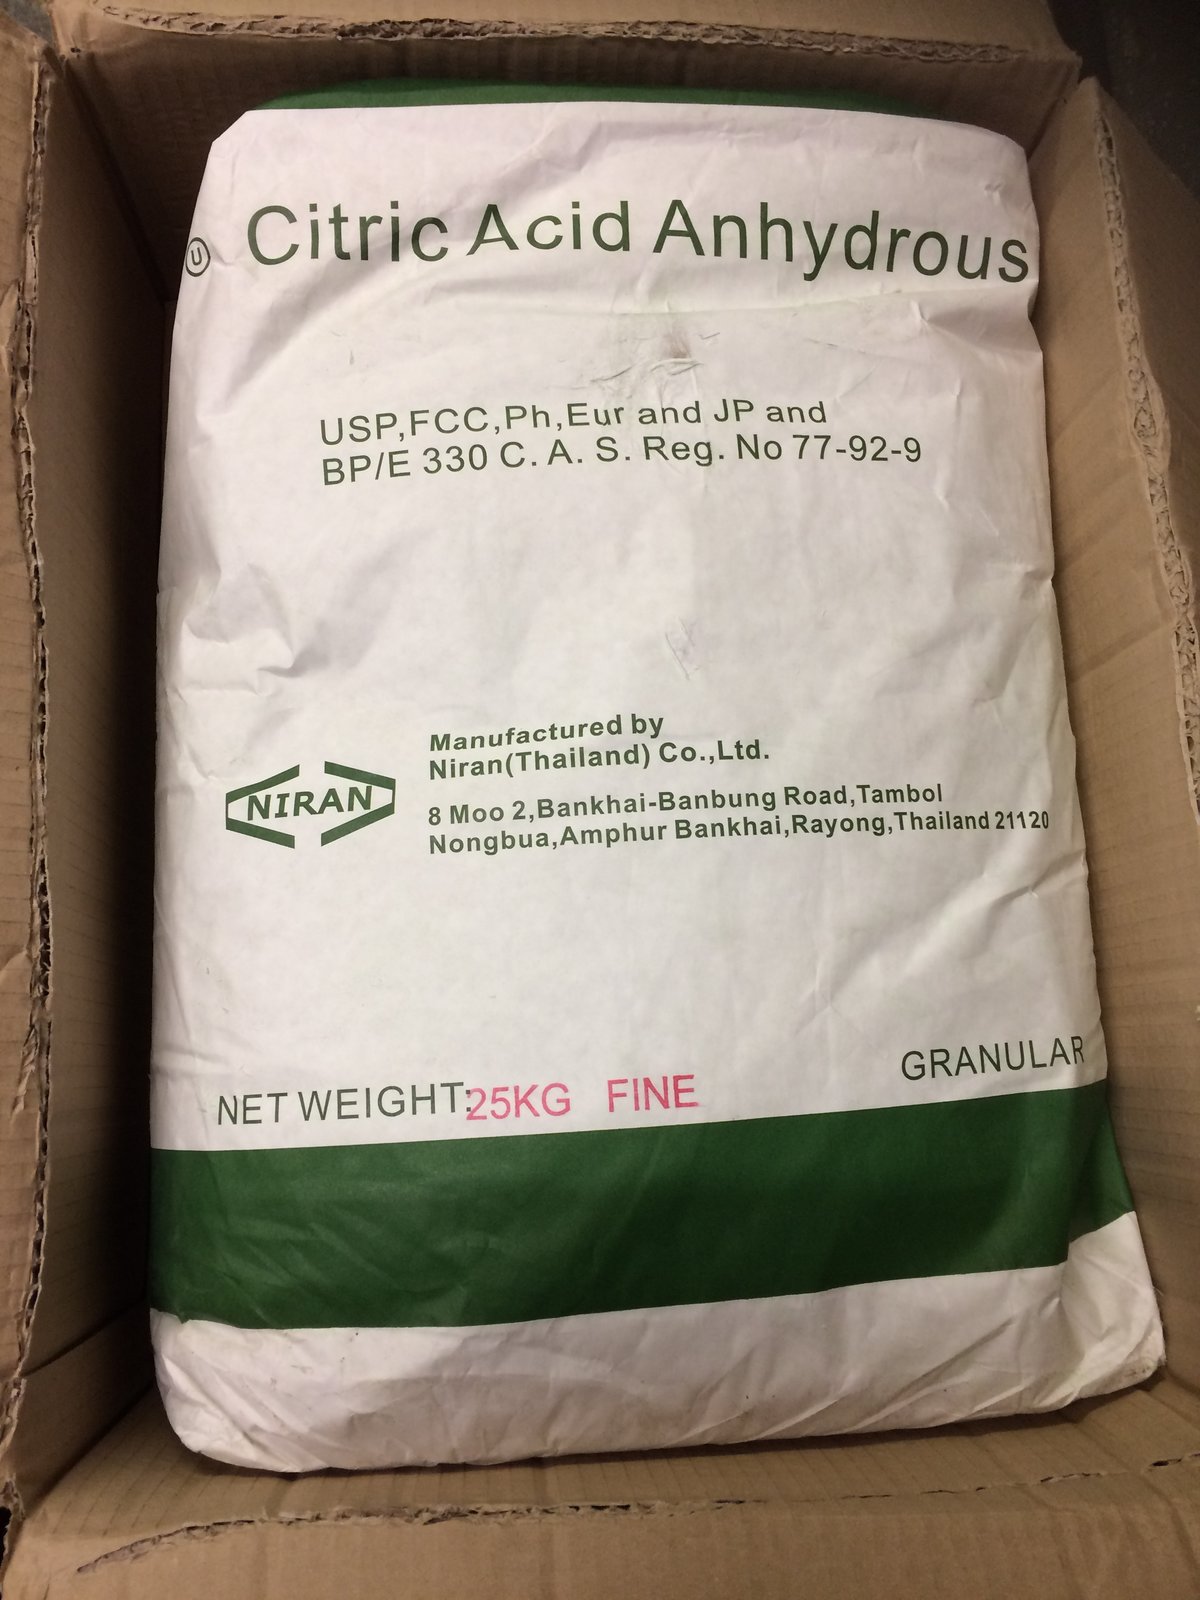 Ⓤ Citric Acid Anhydrous
USP,FCC,Ph,Eur and JP and
BP/E 330 C. A. S. Reg. No 77-92-9
NIRAN
Manufactured by
Niran(Thailand) Co.,Ltd.
8 Moo 2,Bankhai-Banbung Road,Tambol
Nongbua,Amphur Bankhai,Rayong,Thailand 21120
NET WEIGHT:25KG FINE
GRANULAR